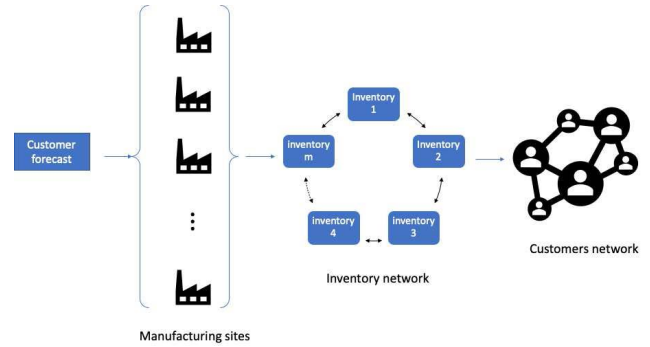 Customer
forecast
Manufacturing sites
Inventory
1
inventory
m
Inventory
2
inventory
4
inventory
3
Inventory network
Customers network